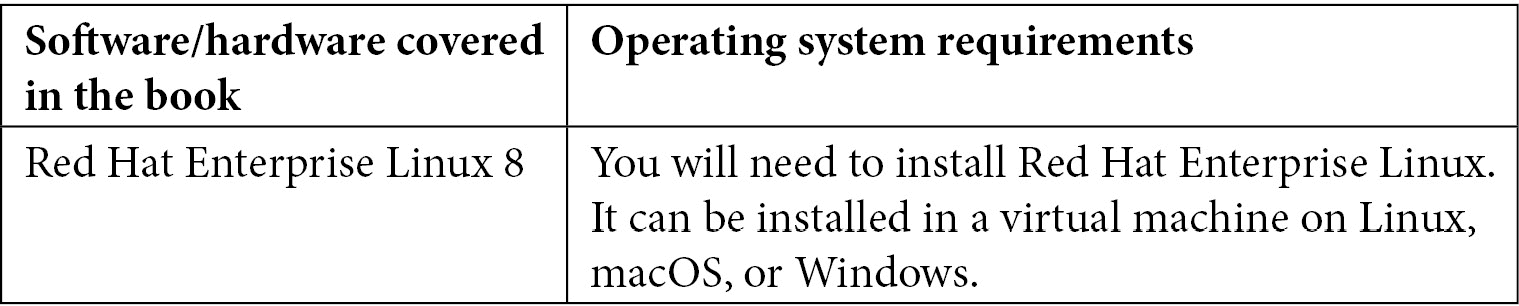 Software/hardware covered
in the book
Operating system requirements
Red Hat Enterprise Linux 8
You will need to install Red Hat Enterprise Linux.
It can be installed in a virtual machine on Linux,
macOS, or Windows.